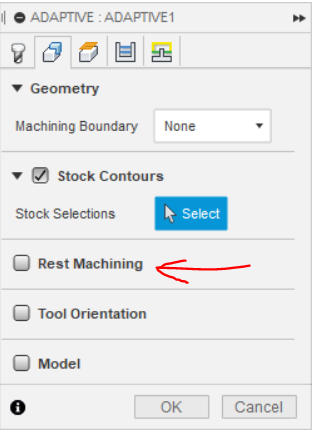 ADAPTIVE : ADAPTIVE1
Geometry
Machining Boundary None
Stock Contours
Stock Selections Select
Rest Machining
Tool Orientation
Model
OK Cancel